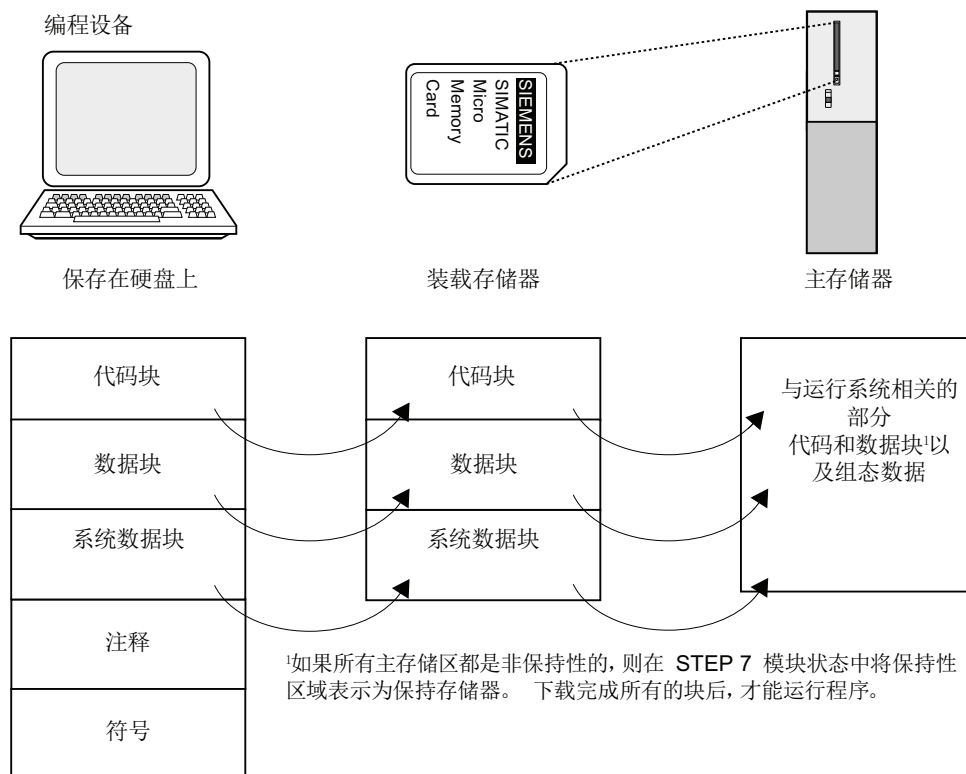 编程设备
SIEMENS
SIMATIC
Micro
Memory
Card
保存在硬盘上
装载存储器
主存储器
代码块
数据块
系统数据块
注释
符号
代码块
数据块
系统数据块
与运行系统相关的
部分
代码和数据块¹以
及组态数据
¹如果所有主存储区都是非保持性的, 则在 STEP 7 模块状态中将保持性
区域表示为保持存储器。 下载完成所有的块后, 才能运行程序。